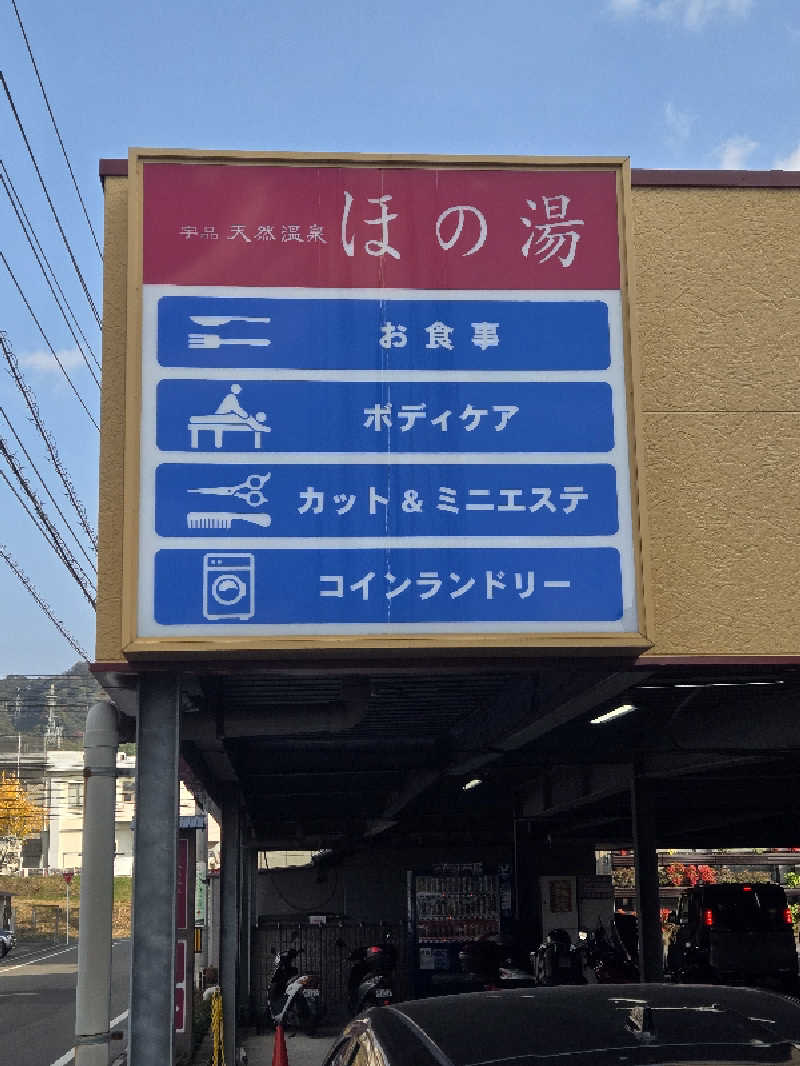 宇品 天然温泉 ほの湯
お食事
ボディケア
カット & ミニエステ
コインランドリー